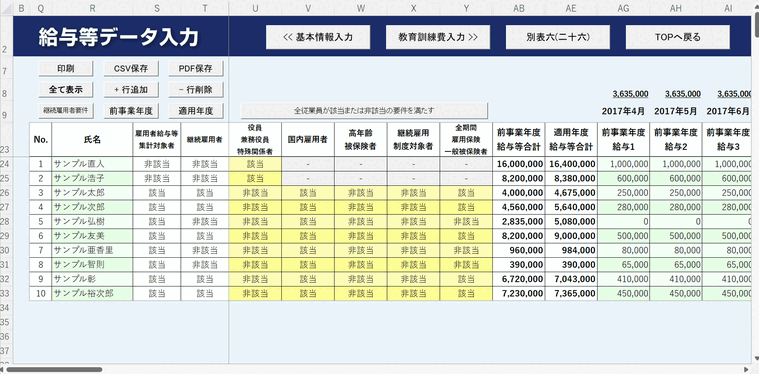 B Q R S T U V W X Y AB AE AG AH AI
2 給与等データ入力 << 基本情報入力 教育訓練費入力 >> 別表六(二十六) TOPへ戻る
7 印刷 CSV保存 PDF保存
8 全て表示 + 行追加 − 行削除 3,635,000 3,635,000 3,635,000
9 継続雇用者要件 前事業年度 適用年度 全従業員が該当または非該当の要件を満たす 2017年4月 2017年5月 2017年6月
23 No. 氏名 雇用者給与等集計対象者 継続雇用者 役員兼務役員特殊関係者 国内雇用者 高年齢被保険者 継続雇用制度対象者 全期間雇用保険一般被保険者 前事業年度給与等合計 適用年度給与等合計 前事業年度給与1 前事業年度給与2 前事業年度給与3
24 1 サンプル直人 非該当 非該当 該当 - - - - 16,000,000 16,400,000 1,000,000 1,000,000 1,000,000
25 2 サンプル浩子 非該当 非該当 該当 - - - - 8,200,000 8,380,000 600,000 600,000 600,000
26 3 サンプル太郎 該当 該当 非該当 該当 非該当 非該当 該当 4,000,000 4,675,000 250,000 250,000 250,000
27 4 サンプル次郎 該当 該当 非該当 該当 非該当 非該当 該当 4,560,000 5,640,000 280,000 280,000 280,000
28 5 サンプル弘樹 該当 非該当 非該当 該当 非該当 非該当 非該当 2,835,000 5,080,000 0 0 0
29 6 サンプル友美 該当 該当 非該当 該当 非該当 非該当 該当 8,200,000 9,000,000 500,000 500,000 500,000
30 7 サンプル亜香里 該当 非該当 非該当 該当 非該当 非該当 非該当 960,000 984,000 80,000 80,000 80,000
31 8 サンプル智則 該当 非該当 非該当 該当 非該当 非該当 非該当 390,000 390,000 65,000 65,000 65,000
32 9 サンプル彰 該当 該当 非該当 該当 非該当 非該当 該当 6,720,000 7,043,000 410,000 410,000 410,000
33 10 サンプル裕次郎 該当 該当 非該当 該当 非該当 非該当 該当 7,230,000 7,365,000 450,000 450,000 450,000
34
35
36
37